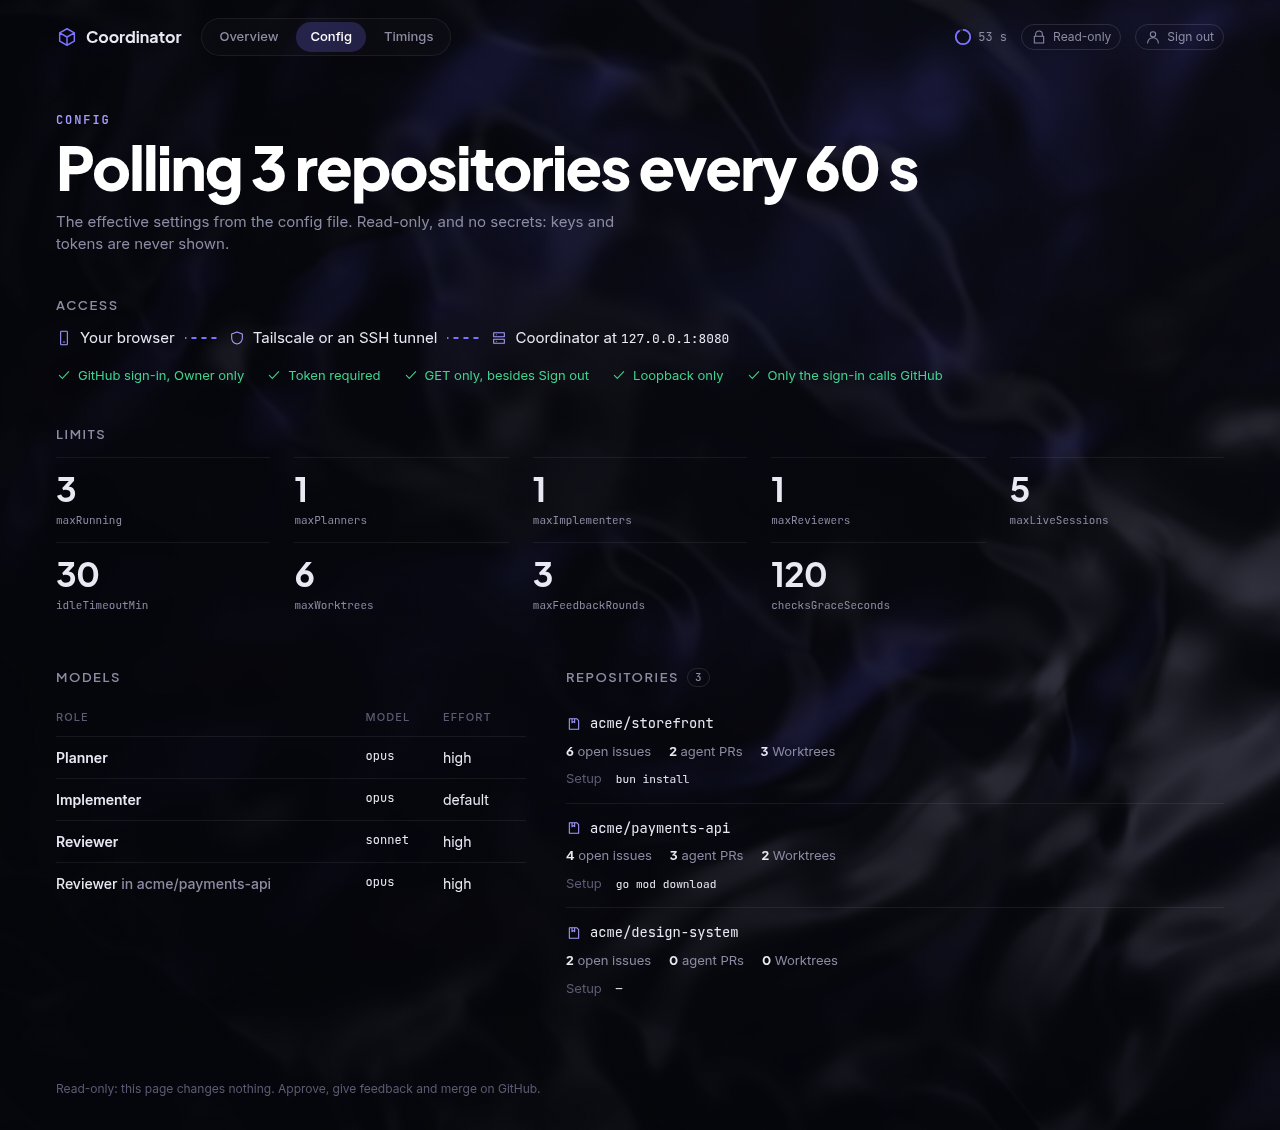 Coordinator
Overview
Config
Timings
53 s
Read-only
Sign out
CONFIG
Polling 3 repositories every 60 s
The effective settings from the config file. Read-only, and no secrets: keys and
tokens are never shown.
ACCESS
Your browser
Tailscale or an SSH tunnel
Coordinator at 127.0.0.1:8080
GitHub sign-in, Owner only
Token required
GET only, besides Sign out
Loopback only
Only the sign-in calls GitHub
LIMITS
3
maxRunning
1
maxPlanners
1
maxImplementers
1
maxReviewers
5
maxLiveSessions
30
idleTimeoutMin
6
maxWorktrees
3
maxFeedbackRounds
120
checksGraceSeconds
MODELS
ROLE MODEL EFFORT
Planner opus high
Implementer opus default
Reviewer sonnet high
Reviewer in acme/payments-api opus high
REPOSITORIES 3
acme/storefront
6 open issues 2 agent PRs 3 Worktrees
Setup bun install
acme/payments-api
4 open issues 3 agent PRs 2 Worktrees
Setup go mod download
acme/design-system
2 open issues 0 agent PRs 0 Worktrees
Setup —
Read-only: this page changes nothing. Approve, give feedback and merge on GitHub.